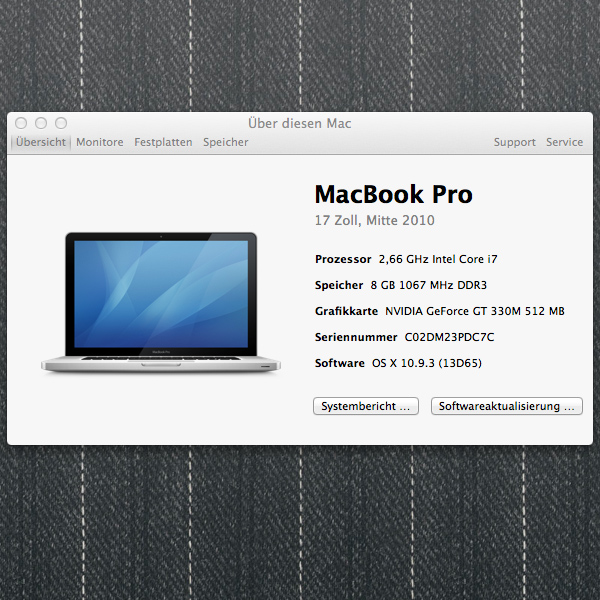 Über diesen Mac
Übersicht Monitore Festplatten Speicher Support Service
MacBook Pro
17 Zoll, Mitte 2010
Prozessor 2,66 GHz Intel Core i7
Speicher 8 GB 1067 MHz DDR3
Grafikkarte NVIDIA GeForce GT 330M 512 MB
Seriennummer C02DM23PDC7C
Software OS X 10.9.3 (13D65)
Systembericht ... Softwareaktualisierung ...